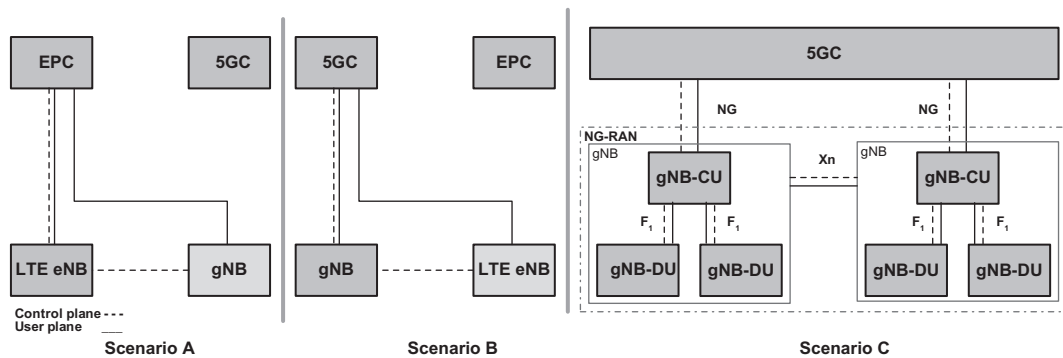 EPC
5GC
LTE eNB
gNB
Control plane
User plane
Scenario A
5GC
EPC
gNB
LTE eNB
Scenario B
5GC
NG
NG
NG-RAN
gNB
gNB-CU
F1
F1
gNB-DU
gNB-DU
Xn
gNB
gNB-CU
F1
F1
gNB-DU
gNB-DU
Scenario C